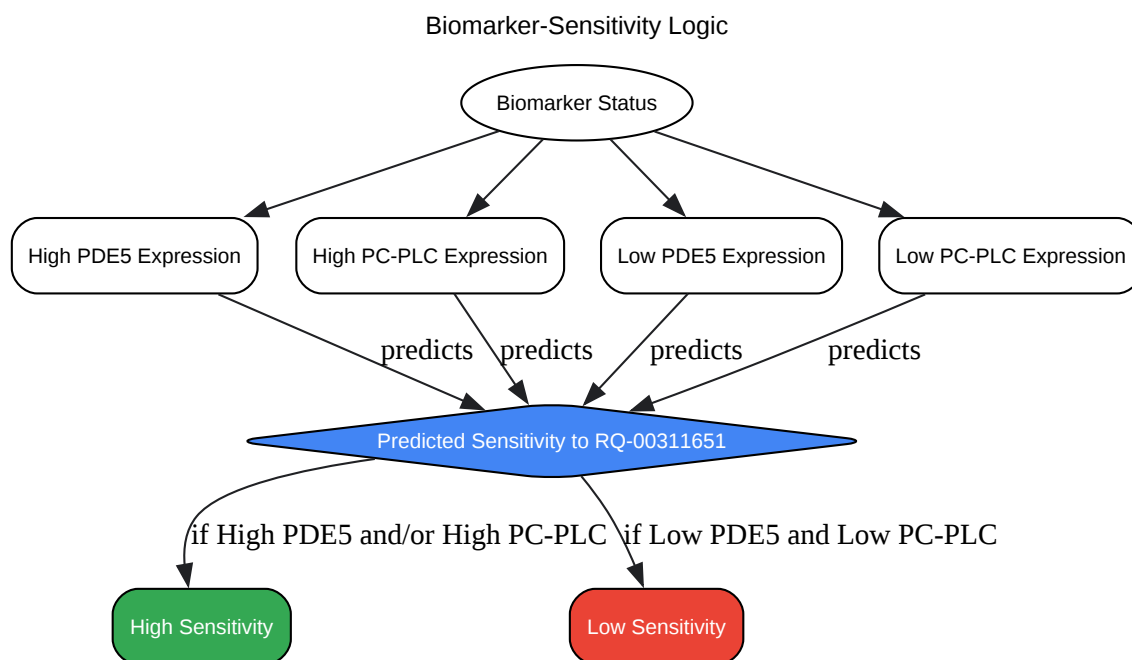 Biomarker-Sensitivity Logic
Biomarker Status
High PDE5 Expression
High PC-PLC Expression
Low PDE5 Expression
Low PC-PLC Expression
predicts
predicts
predicts
predicts
Predicted Sensitivity to RQ-00311651
if High PDE5 and/or High PC-PLC
if Low PDE5 and Low PC-PLC
High Sensitivity
Low Sensitivity